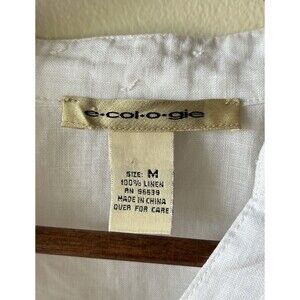 e·col·o·gie
SIZE: M
100% LINEN
RN 96639
MADE IN CHINA
OVER FOR CARE